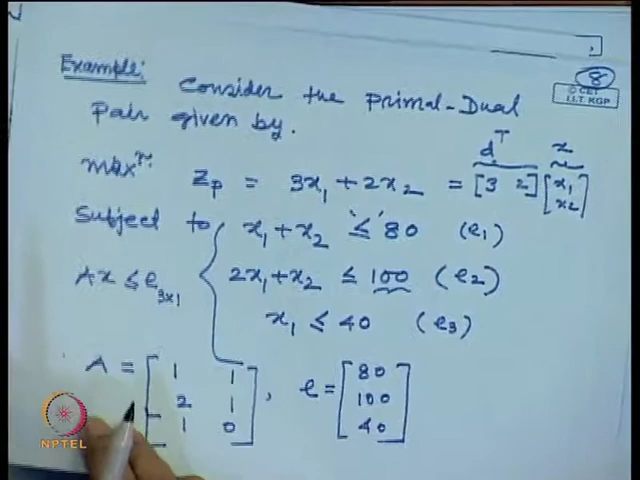 8
© CET
I.I.T. KGP
Example: Consider the Primal-Dual
Pair given by.
max^m. Z_p = 3x_1 + 2x_2 = [3 2] [x_1 x_2]
d^T x
Subject to x_1 + x_2 ≤ 80 (e_1)
Ax ≤ e_{3x1} 2x_1 + x_2 ≤ 100 (e_2)
x_1 ≤ 40 (e_3)
A = [1 1
2 1
1 0], e = [80
100
40]
NPTEL